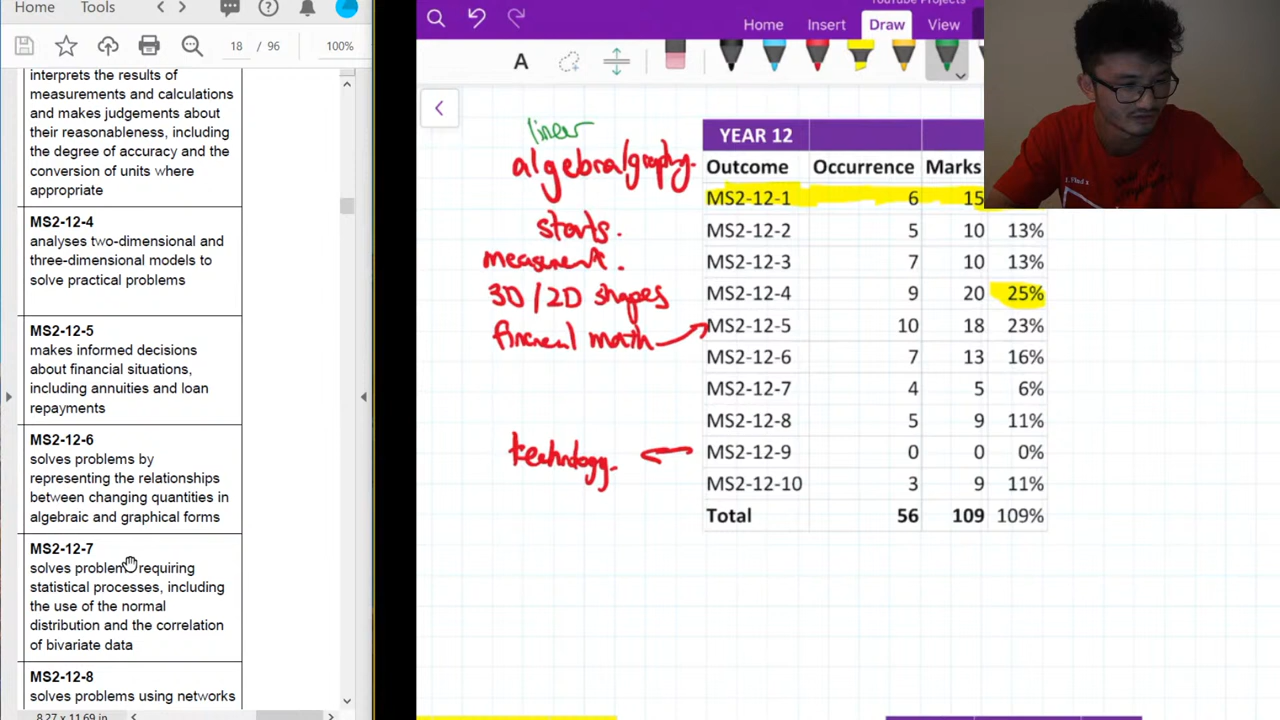 Home Tools
18 / 96 100%
interprets the results of
measurements and calculations
and makes judgements about
their reasonableness, including
the degree of accuracy and the
conversion of units where
appropriate
MS2-12-4
analyses two-dimensional and
three-dimensional models to
solve practical problems
MS2-12-5
makes informed decisions
about financial situations,
including annuities and loan
repayments
MS2-12-6
solves problems by
representing the relationships
between changing quantities in
algebraic and graphical forms
MS2-12-7
solves problems requiring
statistical processes, including
the use of the normal
distribution and the correlation
of bivariate data
MS2-12-8
solves problems using networks
8.27 x 11.69 in
YouTube Projects
Home Insert Draw View
linear
algebra/graphing.
stats.
measurement.
3D/2D shapes
financial math
technology.
YEAR 12
Outcome Occurrence Marks
MS2-12-1 6 15
MS2-12-2 5 10 13%
MS2-12-3 7 10 13%
MS2-12-4 9 20 25%
MS2-12-5 10 18 23%
MS2-12-6 7 13 16%
MS2-12-7 4 5 6%
MS2-12-8 5 9 11%
MS2-12-9 0 0 0%
MS2-12-10 3 9 11%
Total 56 109 109%